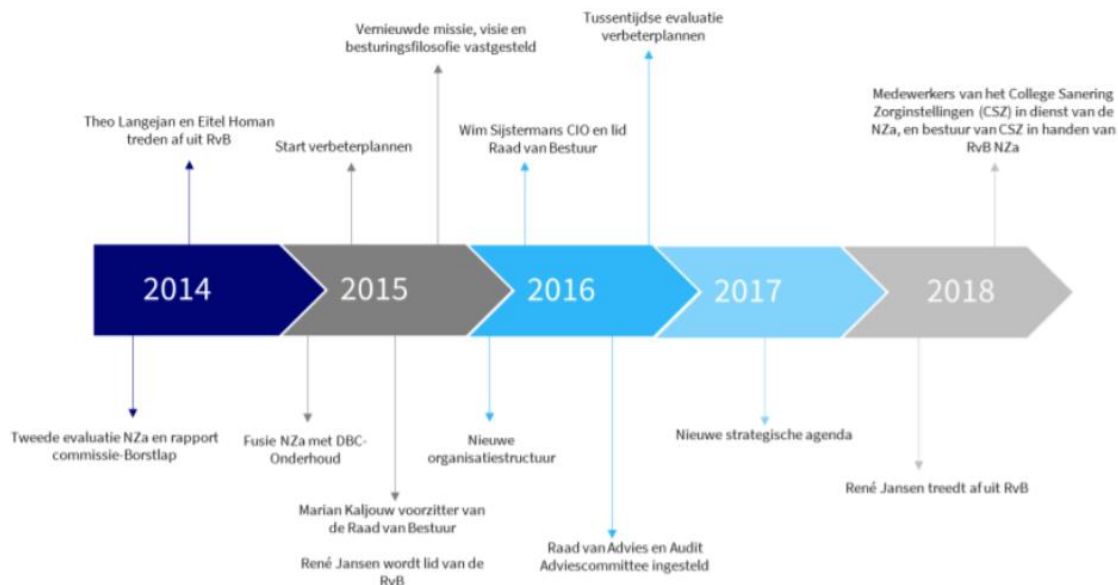 Tussentijdse evaluatie
verbeterplannen
Vernieuwde missie, visie en
besturingsfilosofie vastgesteld
Medewerkers van het College Sanering
Zorginstellingen (CSZ) in dienst van de
NZa, en bestuur van CSZ in handen van
RvB NZa
Theo Langejan en Eitel Homan
treden af uit RvB
Start verbeterplannen
Wim Sijstermans CIO en lid
Raad van Bestuur
2014
2015
2016
2017
2018
Tweede evaluatie NZa en rapport
commissie-Borstlap
Fusie NZa met DBC-
Onderhoud
Nieuwe
organisatiestructuur
Nieuwe strategische agenda
René Jansen treedt af uit RvB
Marian Kaljouw voorzitter van
de Raad van Bestuur
René Jansen wordt lid van de
RvB
Raad van Advies en Audit
Adviescommittee ingesteld